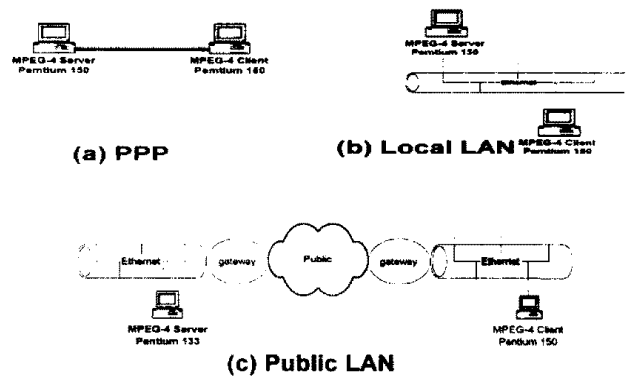 MPEG-4 Server
Pentium 150
MPEG-4 Client
Pentium 150
(a) PPP
MPEG-4 Server
Pentium 150
Ethernet
MPEG-4 Client
Pentium 150
(b) Local LAN
Ethernet
gateway
Public
gateway
Ethernet
MPEG-4 Server
Pentium 133
MPEG-4 Client
Pentium 150
(c) Public LAN